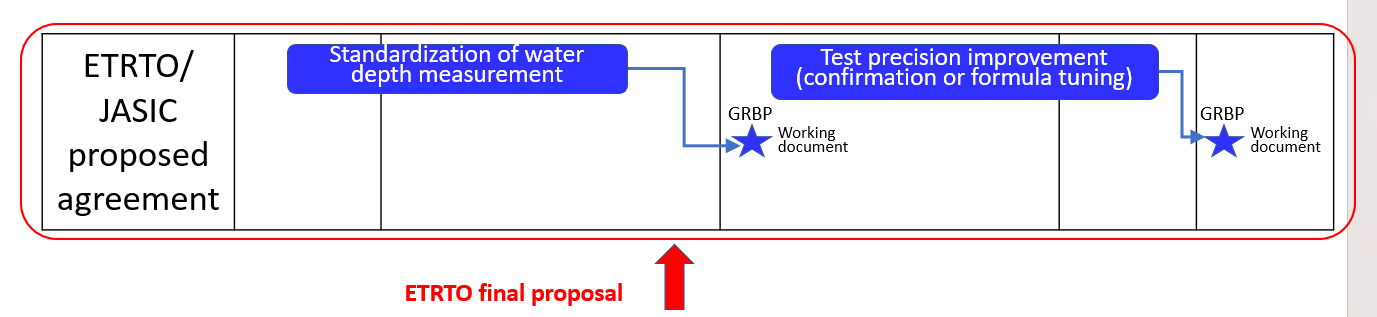 ETRTO/
JASIC
proposed
agreement
Standardization of water
depth measurement
GRBP
Working
document
Test precision improvement
(confirmation or formula tuning)
GRBP
Working
document
ETRTO final proposal